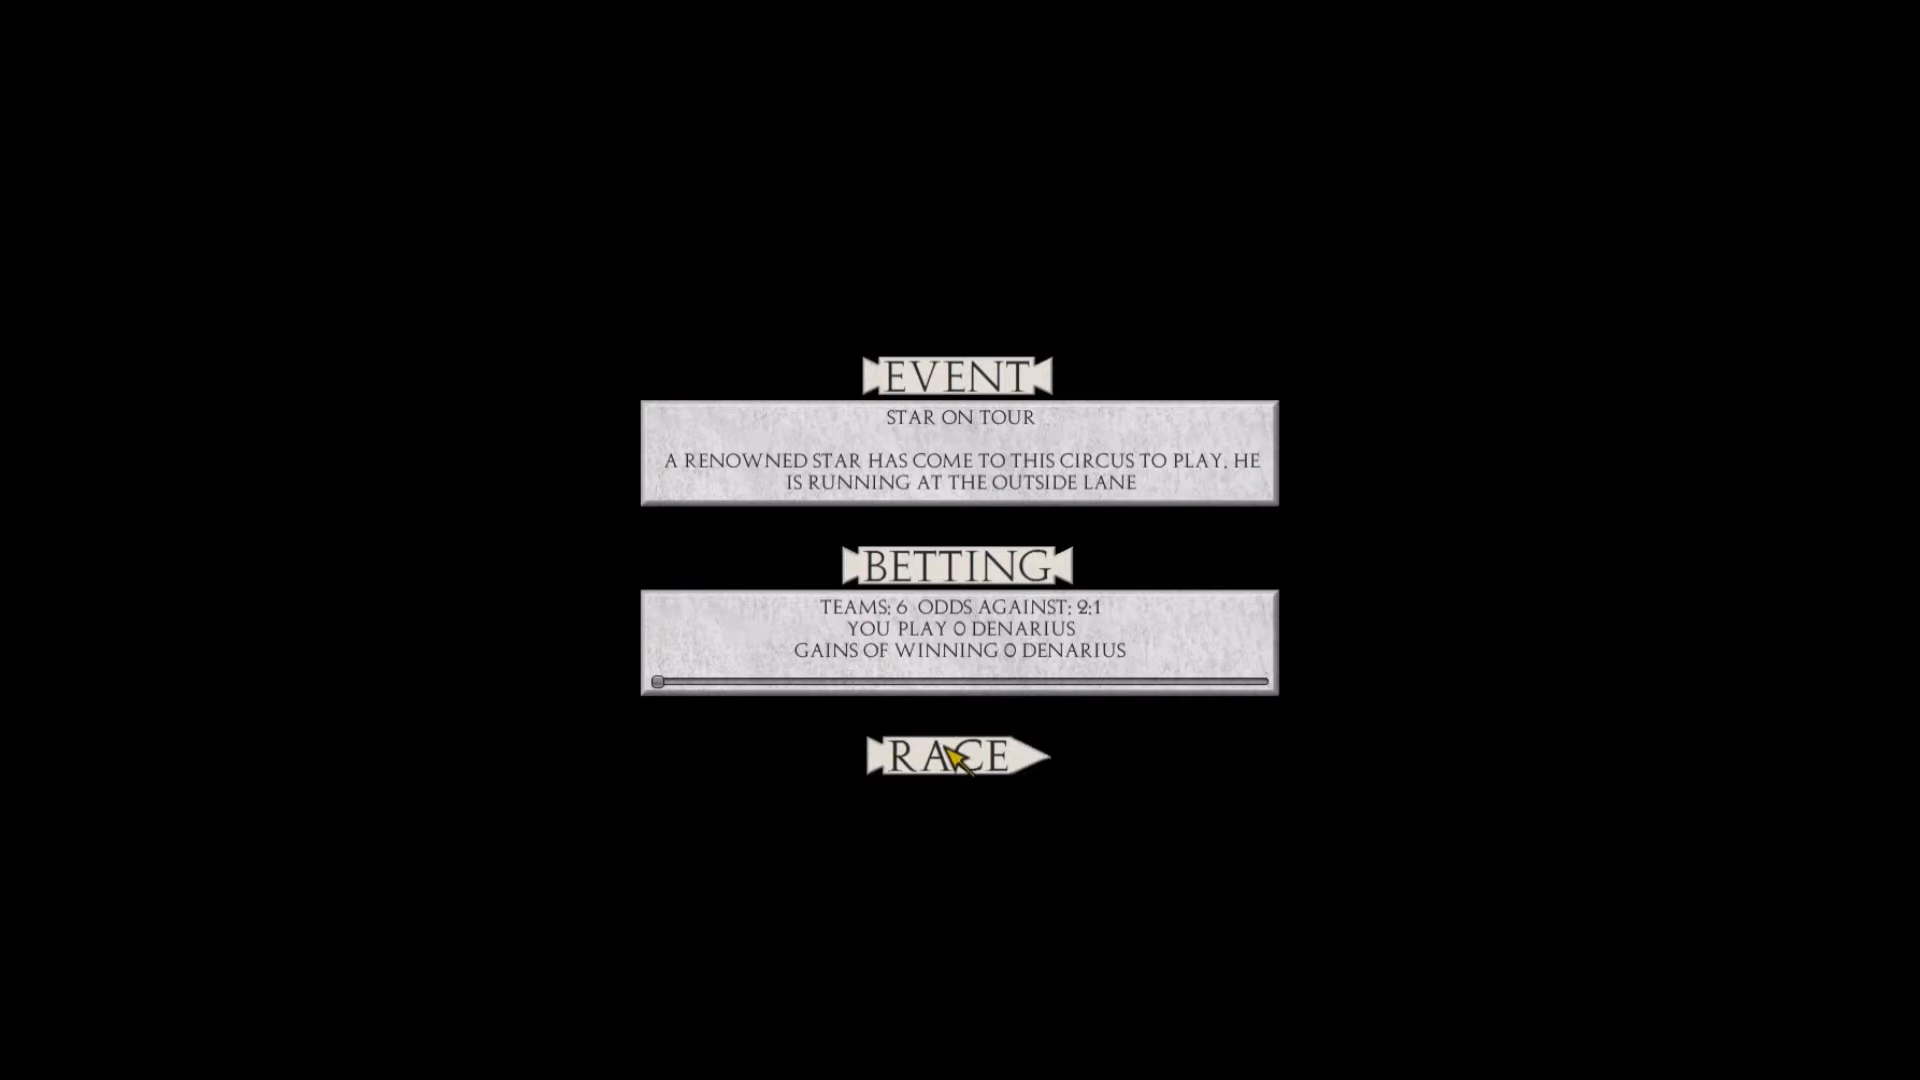 EVENT
STAR ON TOUR
A RENOWNED STAR HAS COME TO THIS CIRCUS TO PLAY. HE
IS RUNNING AT THE OUTSIDE LANE
BETTING
TEAMS: 6 ODDS AGAINST: 2:1
YOU PLAY 0 DENARIUS
GAINS OF WINNING 0 DENARIUS
RACE